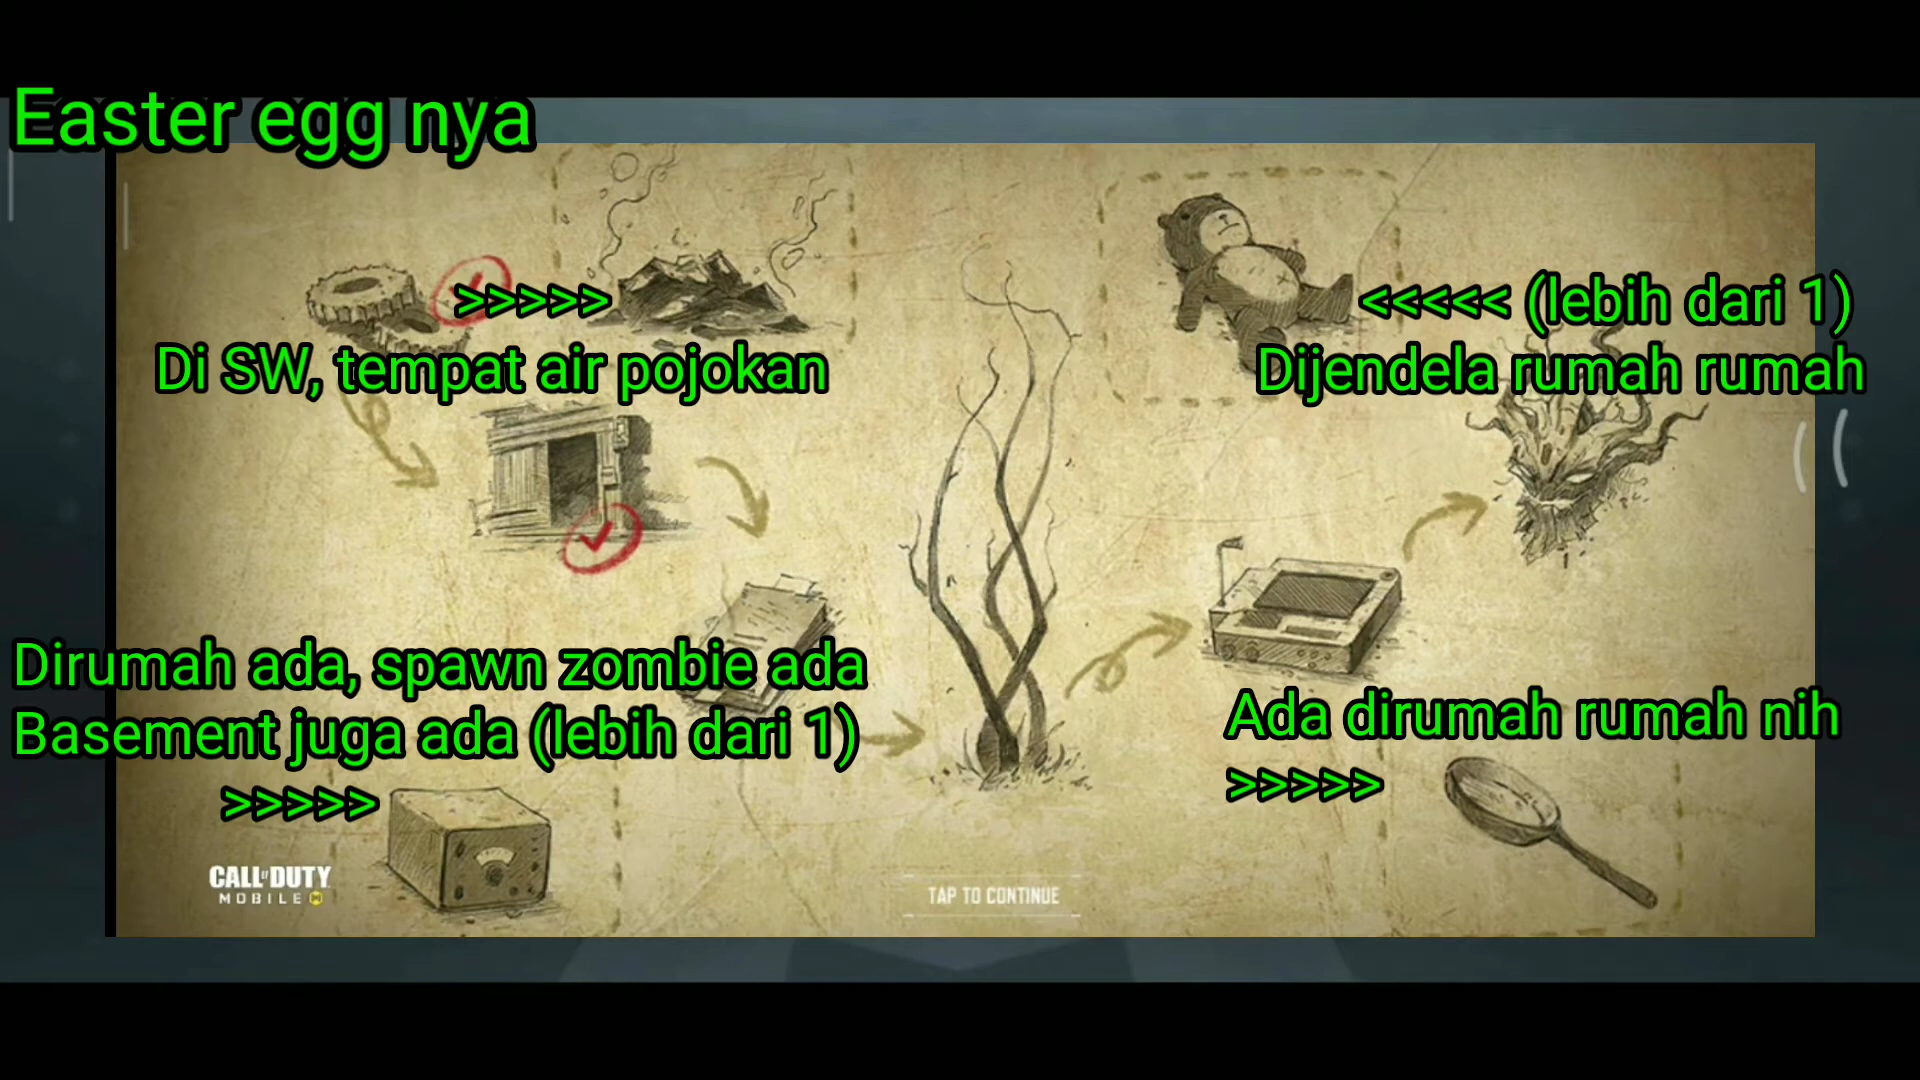 Easter egg nya
>>>>>
Di SW, tempat air pojokan
<<<<< (lebih dari 1)
Dijendela rumah rumah
Dirumah ada, spawn zombie ada
Basement juga ada (lebih dari 1)
>>>>>
Ada dirumah rumah nih
>>>>>
CALL OF DUTY
MOBILE
TAP TO CONTINUE